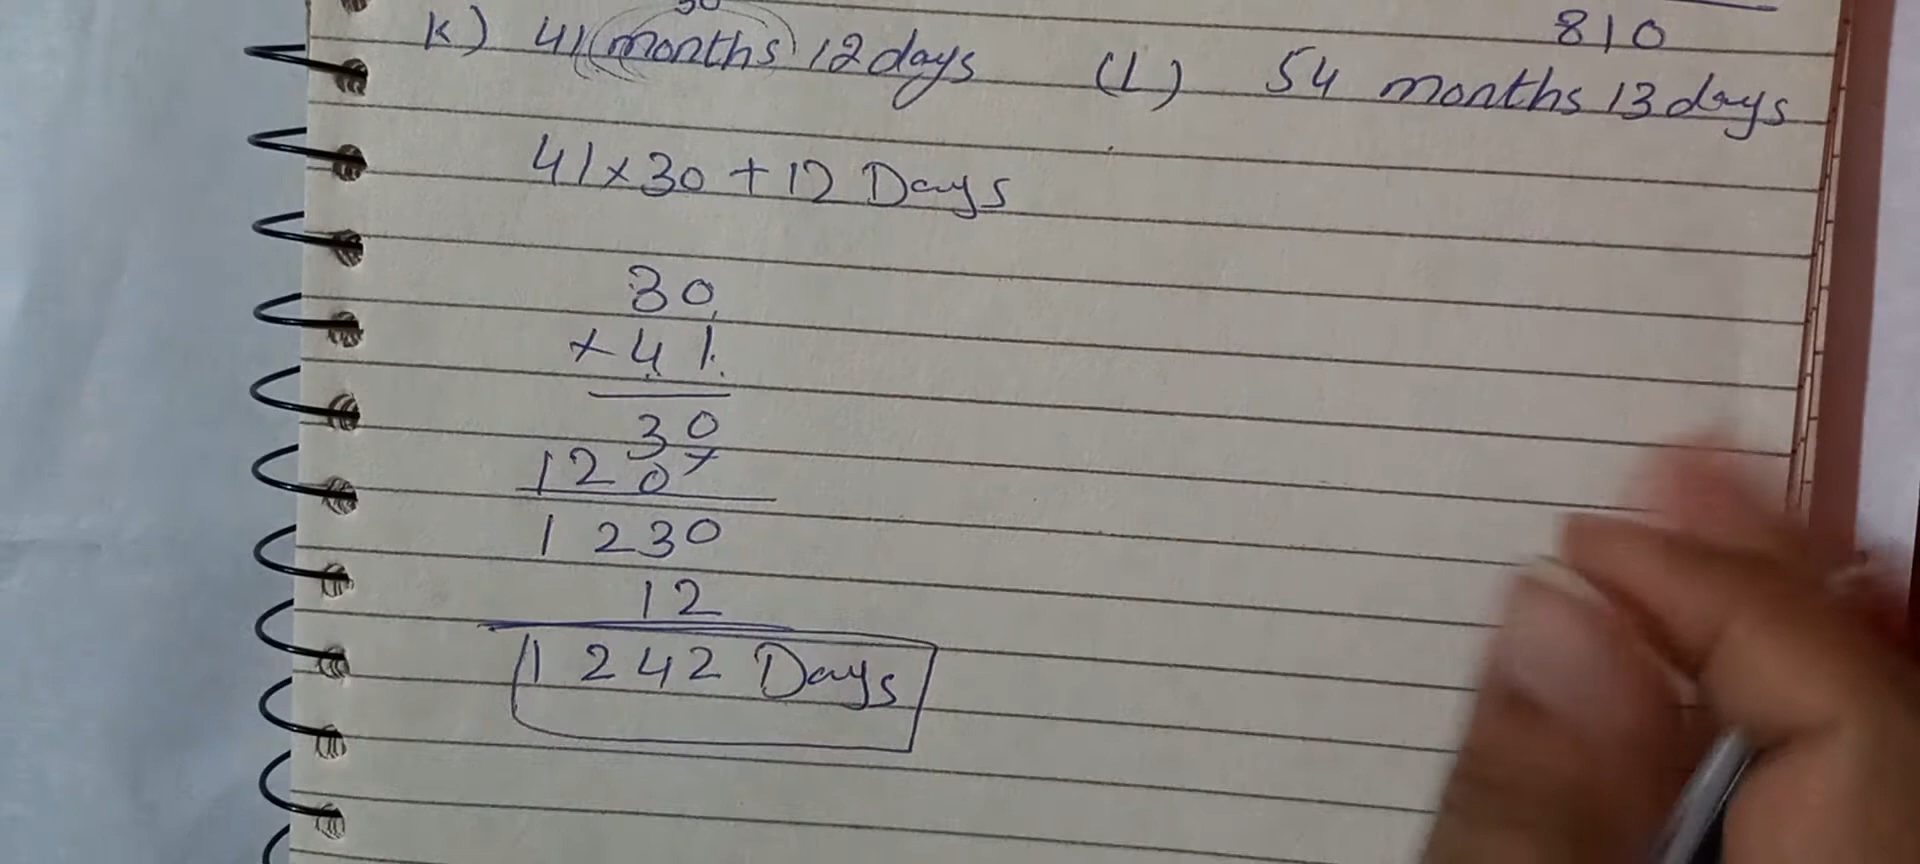 810
K) 41 months 12 days
(L) 54 months 13 days
41×30 + 12 Days
30
×41
30
120×
1230
12
1242 Days